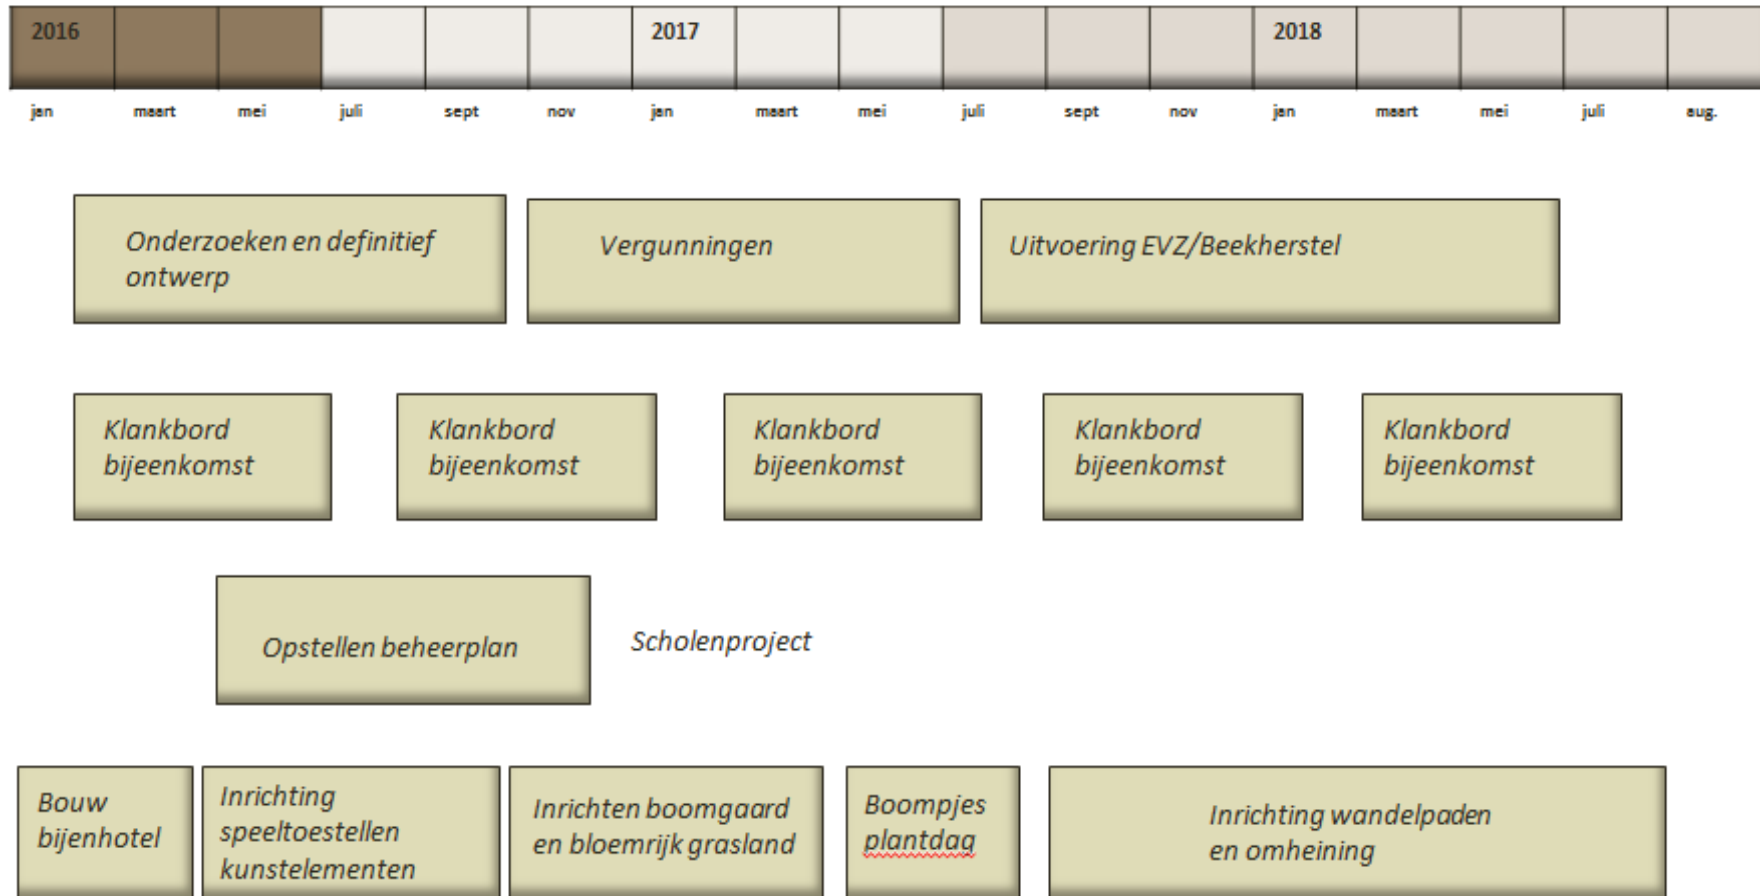 2016 2017 2018
jan maart mei juli sept nov jan maart mei juli sept nov jan maart mei juli aug.
Onderzoeken en definitief
ontwerp
Vergunningen
Uitvoering EVZ/Beekherstel
Klankbord
bijeenkomst
Klankbord
bijeenkomst
Klankbord
bijeenkomst
Klankbord
bijeenkomst
Klankbord
bijeenkomst
Opstellen beheerplan
Scholenproject
Bouw
bijenhotel
Inrichting
speeltoestellen
kunstelementen
Inrichten boomgaard
en bloemrijk grasland
Boompjes
plantdag
Inrichting wandelpaden
en omheining